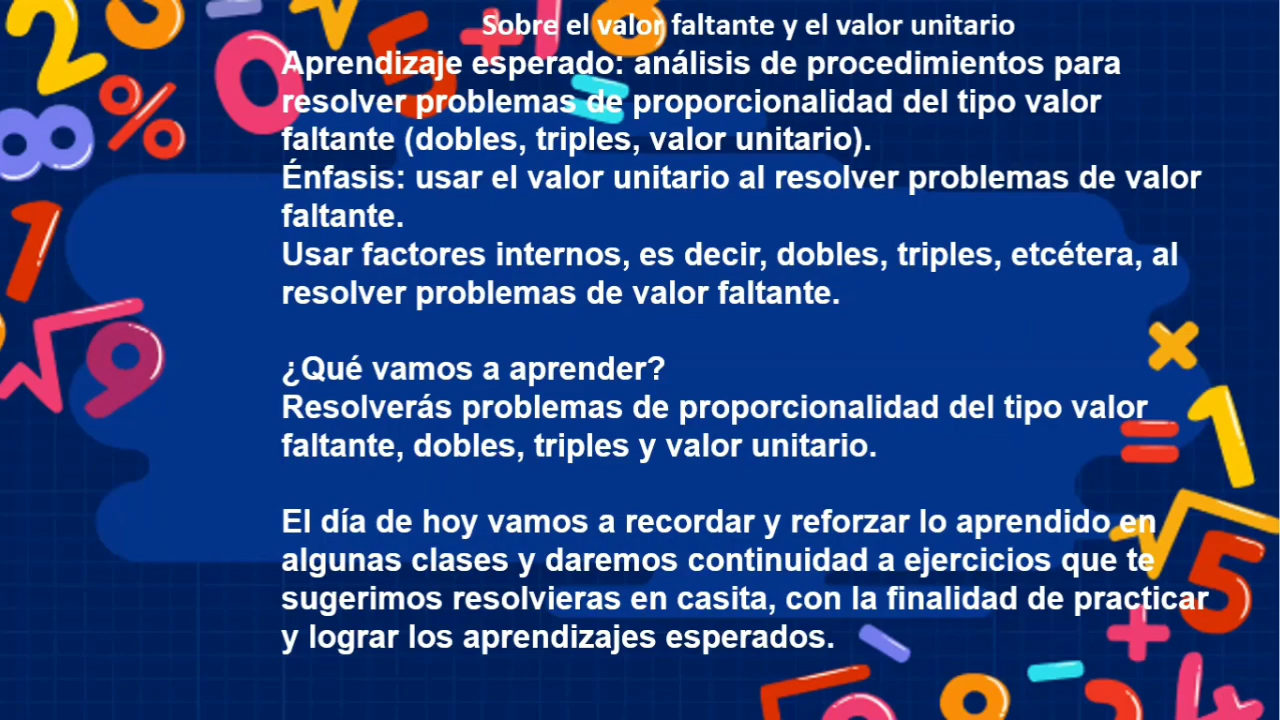 Sobre el valor faltante y el valor unitario
Aprendizaje esperado: análisis de procedimientos para
resolver problemas de proporcionalidad del tipo valor
faltante (dobles, triples, valor unitario).
Énfasis: usar el valor unitario al resolver problemas de valor
faltante.
Usar factores internos, es decir, dobles, triples, etcétera, al
resolver problemas de valor faltante.
¿Qué vamos a aprender?
Resolverás problemas de proporcionalidad del tipo valor
faltante, dobles, triples y valor unitario.
El día de hoy vamos a recordar y reforzar lo aprendido en
algunas clases y daremos continuidad a ejercicios que te
sugerimos resolvieras en casita, con la finalidad de practicar
y lograr los aprendizajes esperados.